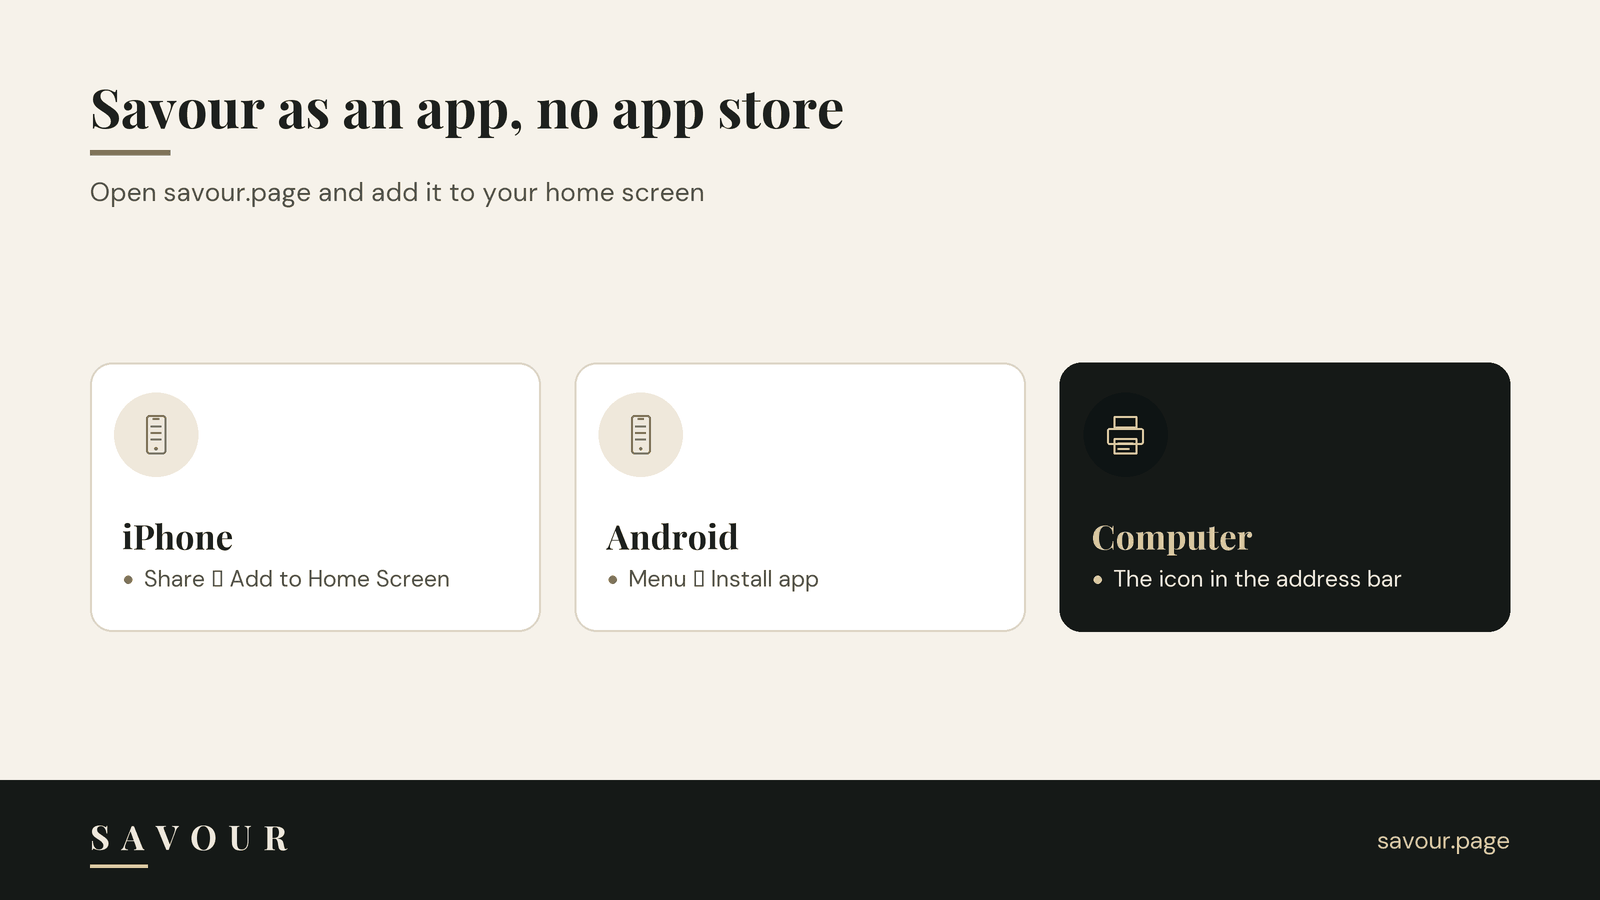 Savour as an app, no app store
Open savour.page and add it to your home screen
iPhone
• Share ▯ Add to Home Screen
Android
• Menu ▯ Install app
Computer
• The icon in the address bar
SAVOUR
savour.page